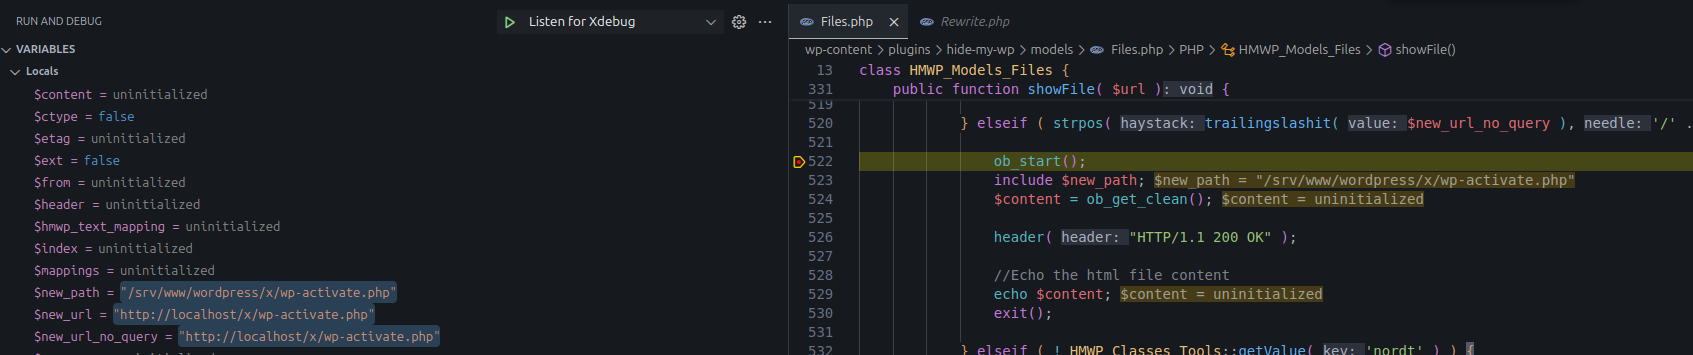 RUN AND DEBUG
Listen for Xdebug
VARIABLES
Locals
$content = uninitialized
$ctype = false
$etag = uninitialized
$ext = false
$from = uninitialized
$header = uninitialized
$hmwp_text_mapping = uninitialized
$index = uninitialized
$mappings = uninitialized
$new_path = "/srv/www/wordpress/x/wp-activate.php"
$new_url = "http://localhost/x/wp-activate.php"
$new_url_no_query = "http://localhost/x/wp-activate.php"
Files.php
Rewrite.php
wp-content > plugins > hide-my-wp > models > Files.php > PHP > HMWP_Models_Files > showFile()
13 class HMWP_Models_Files {
331 public function showFile( $url ): void {
519
520 } elseif ( strpos( haystack: trailingslashit( value: $new_url_no_query ), needle: '/' .
521
522 ob_start();
523 include $new_path; $new_path = "/srv/www/wordpress/x/wp-activate.php"
524 $content = ob_get_clean(); $content = uninitialized
525
526 header( header: "HTTP/1.1 200 OK" );
527
528 //Echo the html file content
529 echo $content; $content = uninitialized
530 exit();
531
532 } elseif ( ! HMWP_Classes_Tools::getValue( key: 'nordt' ) ) {